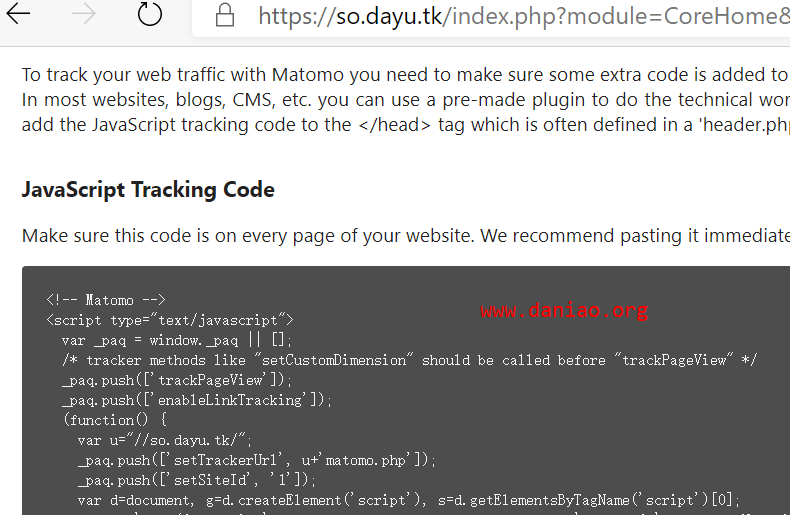 https://so.dayu.tk/index.php?module=CoreHome&
To track your web traffic with Matomo you need to make sure some extra code is added to
In most websites, blogs, CMS, etc. you can use a pre-made plugin to do the technical wor
add the JavaScript tracking code to the </head> tag which is often defined in a 'header.php
JavaScript Tracking Code
Make sure this code is on every page of your website. We recommend pasting it immediate
<!-- Matomo -->
www.daniao.org
<script type="text/javascript">
var _paq = window._paq || [];
/* tracker methods like "setCustomDimension" should be called before "trackPageView" */
_paq.push(['trackPageView']);
_paq.push(['enableLinkTracking']);
(function() {
var u="//so.dayu.tk/";
_paq.push(['setTrackerUrl', u+'matomo.php']);
_paq.push(['setSiteId', '1']);
var d=document, g=d.createElement('script'), s=d.getElementsByTagName('script')[0];